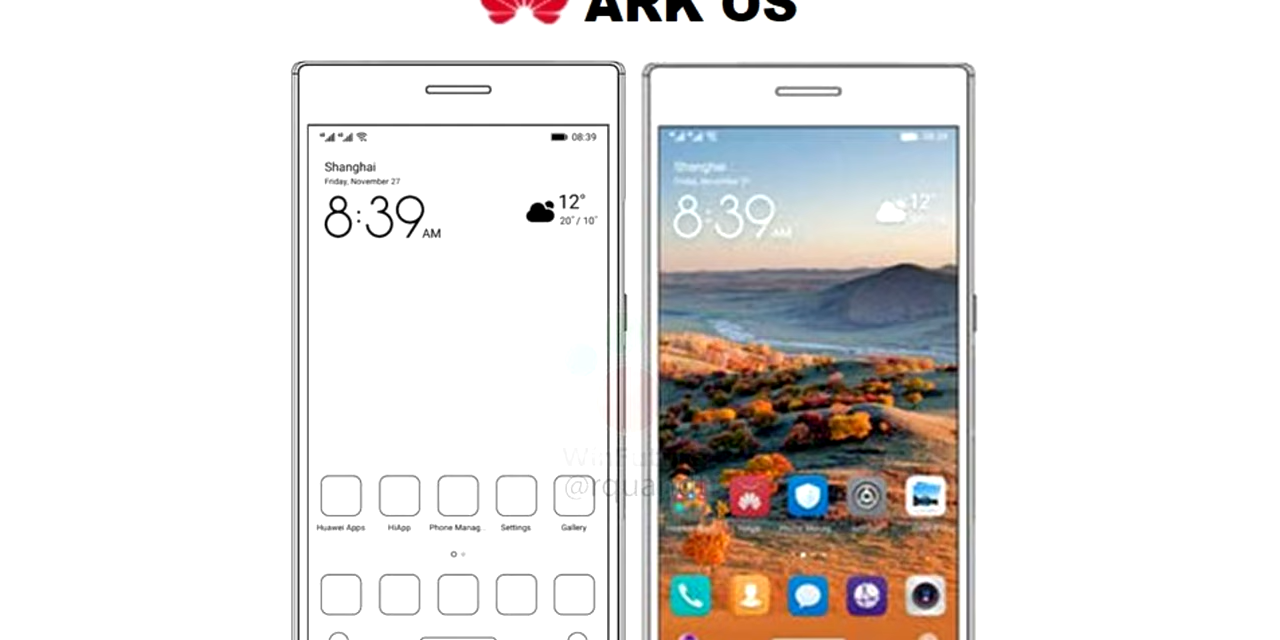 ARK OS
08:39
Shanghai
Friday, November 27
8:39 AM
12°
20°/10°
Huawei Apps HiApp Phone Manag.. Settings Gallery
Shanghai
8:39 AM
12°